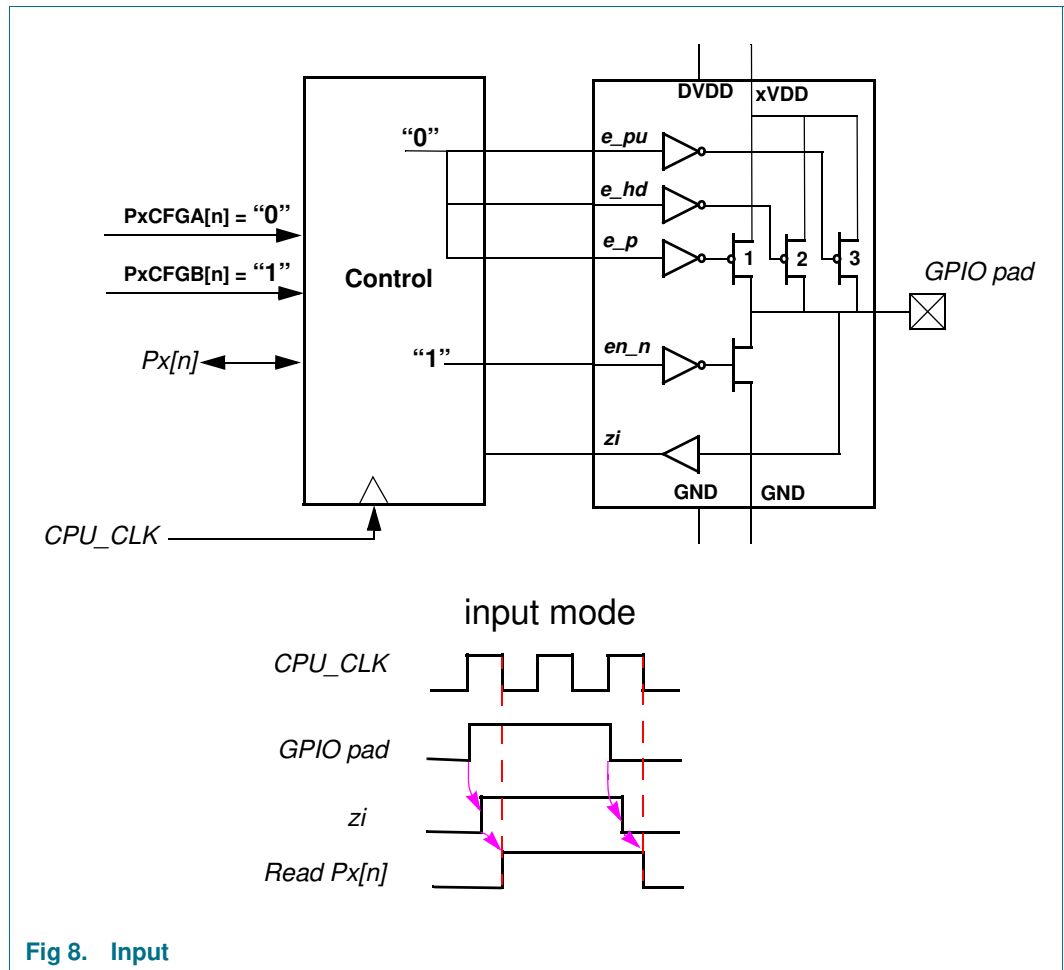 DVDD xVDD
"0"
e_pu
e_hd
e_p
PxCFGA[n] = "0"
PxCFGB[n] = "1"
Control
1 2 3
GPIO pad
Px[n]
"1"
en_n
zi
GND GND
CPU_CLK
input mode
CPU_CLK
GPIO pad
zi
Read Px[n]
Fig 8. Input